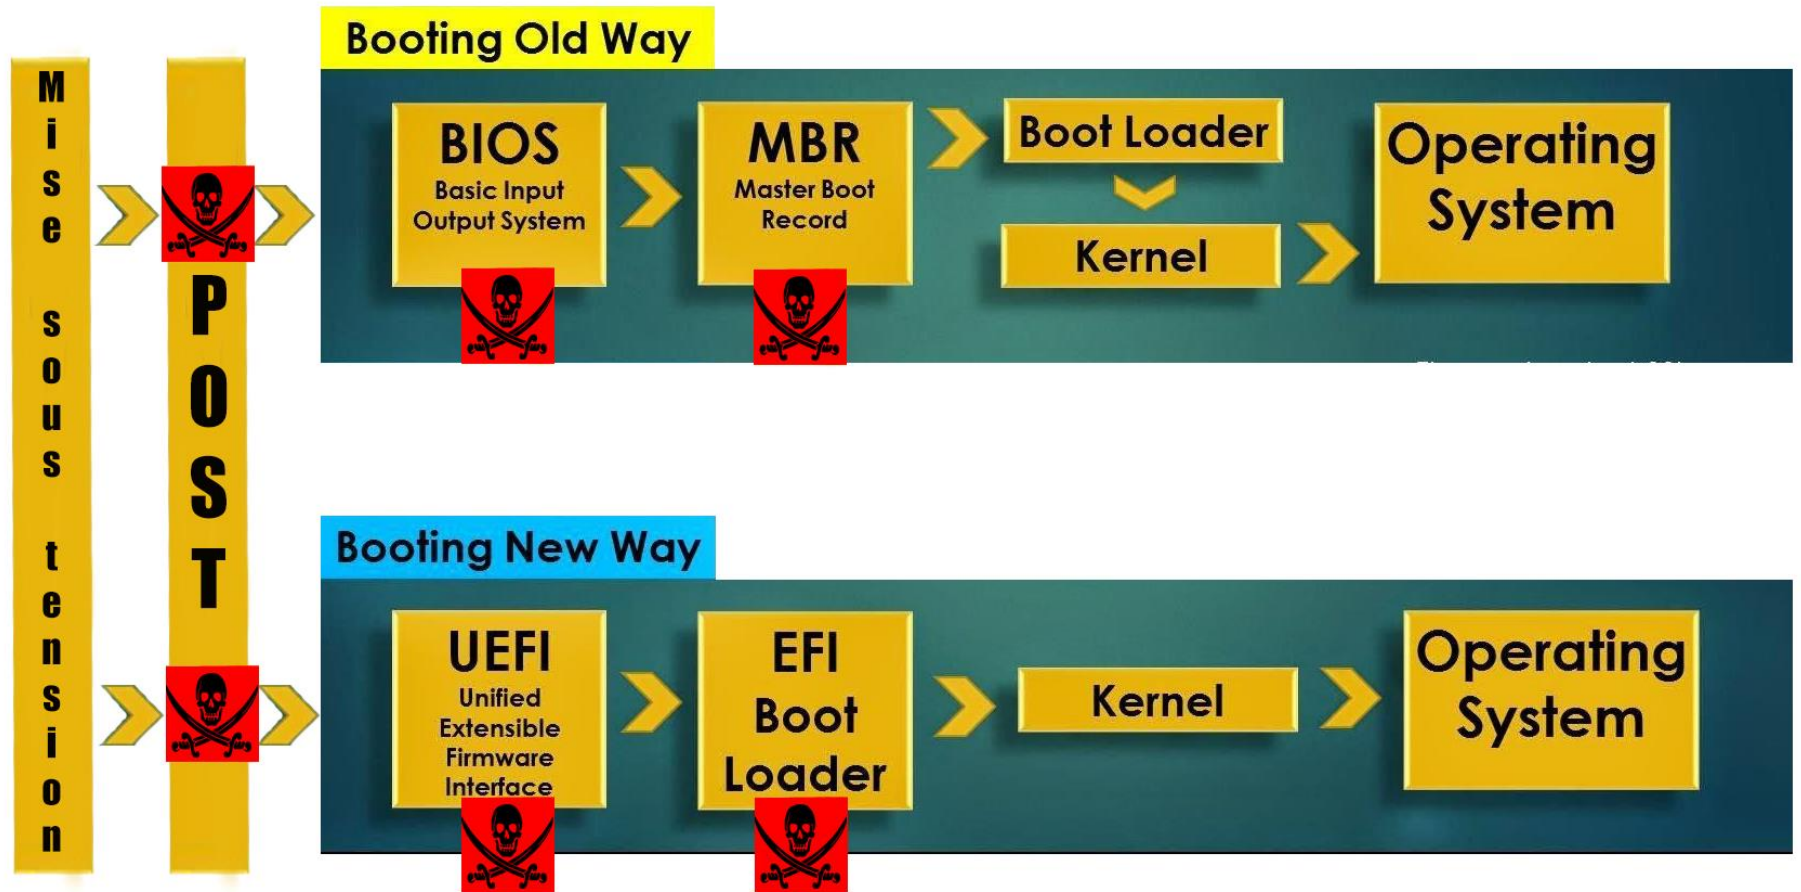 Mise sous tension
POST
Booting Old Way
BIOS
Basic Input
Output System
MBR
Master Boot
Record
Boot Loader
Kernel
Operating
System
Booting New Way
UEFI
Unified
Extensible
Firmware
Interface
EFI
Boot
Loader
Kernel
Operating
System